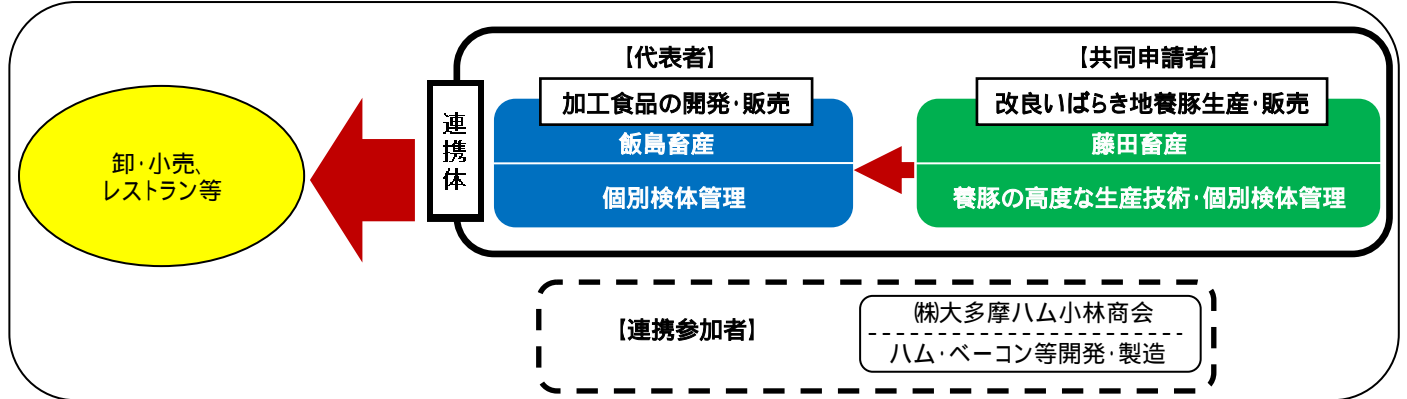 【代表者】
【共同申請者】
加工食品の開発・販売
改良いばらき地養豚生産・販売
連携体
飯島畜産
藤田畜産
卸・小売、
レストラン等
個別検体管理
養豚の高度な生産技術・個別検体管理
【連携参加者】
㈱大多摩ハム小林商会
ハム・ベーコン等開発・製造